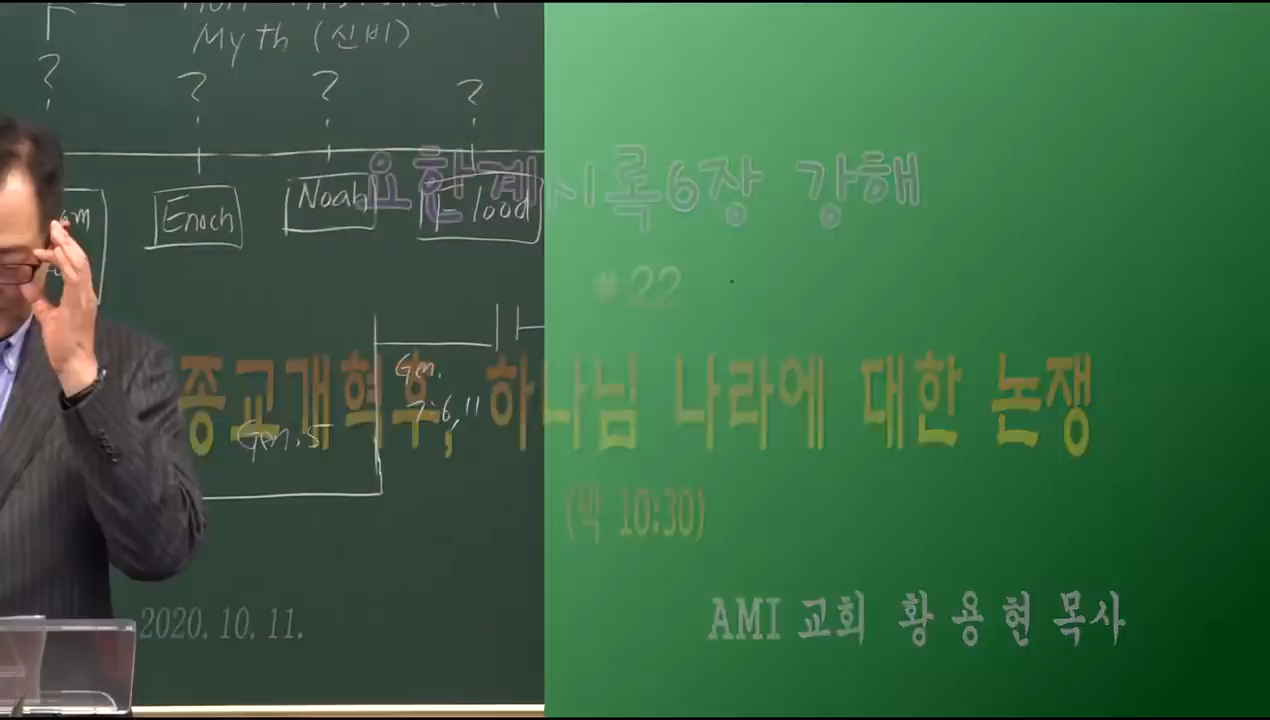 Myth (신비)
? ? ? ?
Enoch Noah Flood
요한계시록6장 강해
#22
Gen.
7:6, 11
종교개혁후, 하나님 나라에 대한 논쟁
Gen. 5
(막 10:30)
2020. 10. 11.
AMI 교회 황용현 목사